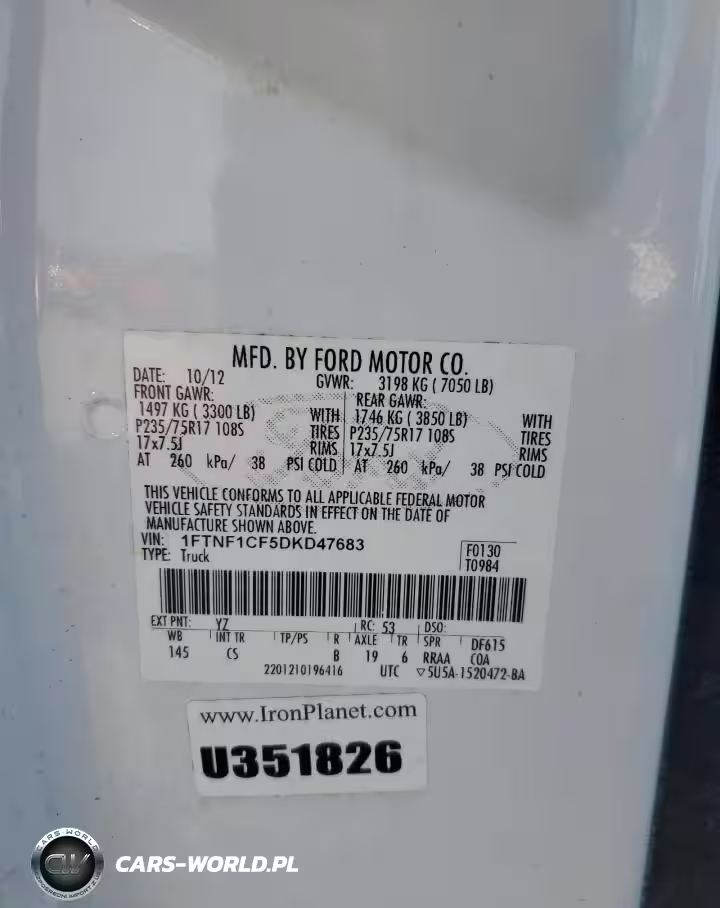 MFD. BY FORD MOTOR CO.
DATE: 10/12
GVWR: 3198 KG ( 7050 LB)
FRONT GAWR:
REAR GAWR:
1497 KG ( 3300 LB) WITH
1746 KG ( 3850 LB) WITH
P235/75R17 108S TIRES
P235/75R17 108S TIRES
17x7.5J RIMS
17x7.5J RIMS
AT 260 kPa/ 38 PSI COLD
AT 260 kPa/ 38 PSI COLD
THIS VEHICLE CONFORMS TO ALL APPLICABLE FEDERAL MOTOR
VEHICLE SAFETY STANDARDS IN EFFECT ON THE DATE OF
MANUFACTURE SHOWN ABOVE.
VIN: 1FTNF1CF5DKD47683
TYPE: Truck
F0130
T0984
EXT PNT: YZ RC: 53 DSO:
WB INT TR TP/PS R AXLE TR SPR DF615
145 CS B 19 6 RRAA COA
2201210196416 UTC ▽5U5A-1520472-BA
www.IronPlanet.com
U351826
CARS-WORLD
CW
CARS-WORLD.PL